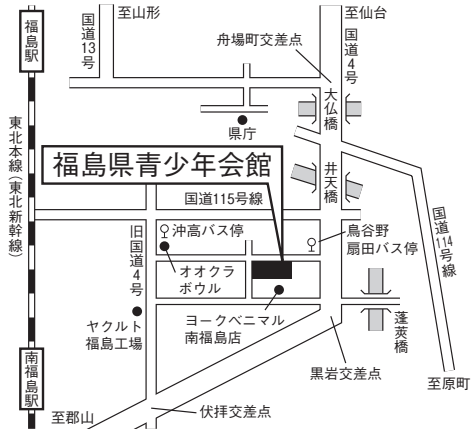 至山形
至仙台
福島駅
国道13号
舟場町交差点
国道4号
大仏橋
県庁
東北本線(東北新幹線)
福島県青少年会館
井天橋
国道115号線
旧国道4号
沖高バス停
鳥谷野
扇田バス停
国道114号線
オオクラ
ボウル
ヨークベニマル
南福島店
ヤクルト
福島工場
蓬莢橋
南福島駅
黒岩交差点
至原町
至郡山
伏拝交差点